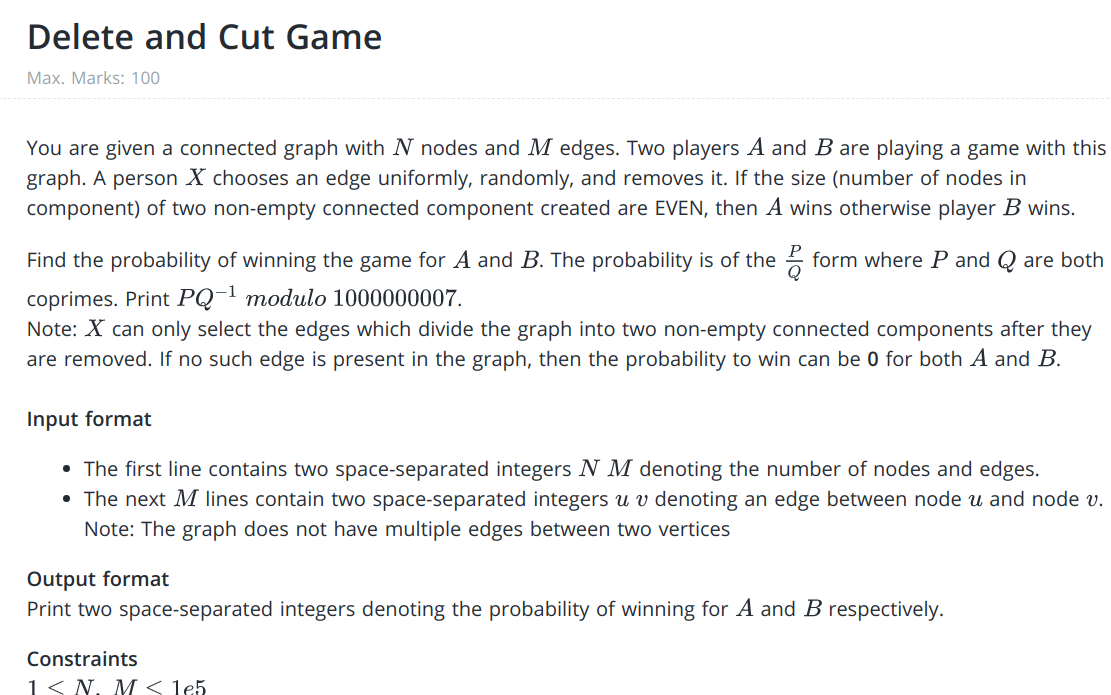 Delete and Cut Game
Max. Marks: 100
You are given a connected graph with N nodes and M edges. Two players A and B are playing a game with this
graph. A person X chooses an edge uniformly, randomly, and removes it. If the size (number of nodes in
component) of two non-empty connected component created are EVEN, then A wins otherwise player B wins.
Find the probability of winning the game for A and B. The probability is of the P/Q form where P and Q are both
coprimes. Print PQ⁻¹ modulo 1000000007.
Note: X can only select the edges which divide the graph into two non-empty connected components after they
are removed. If no such edge is present in the graph, then the probability to win can be 0 for both A and B.
Input format
• The first line contains two space-separated integers N M denoting the number of nodes and edges.
• The next M lines contain two space-separated integers u v denoting an edge between node u and node v.
Note: The graph does not have multiple edges between two vertices
Output format
Print two space-separated integers denoting the probability of winning for A and B respectively.
Constraints
1 < N, M < 1e5